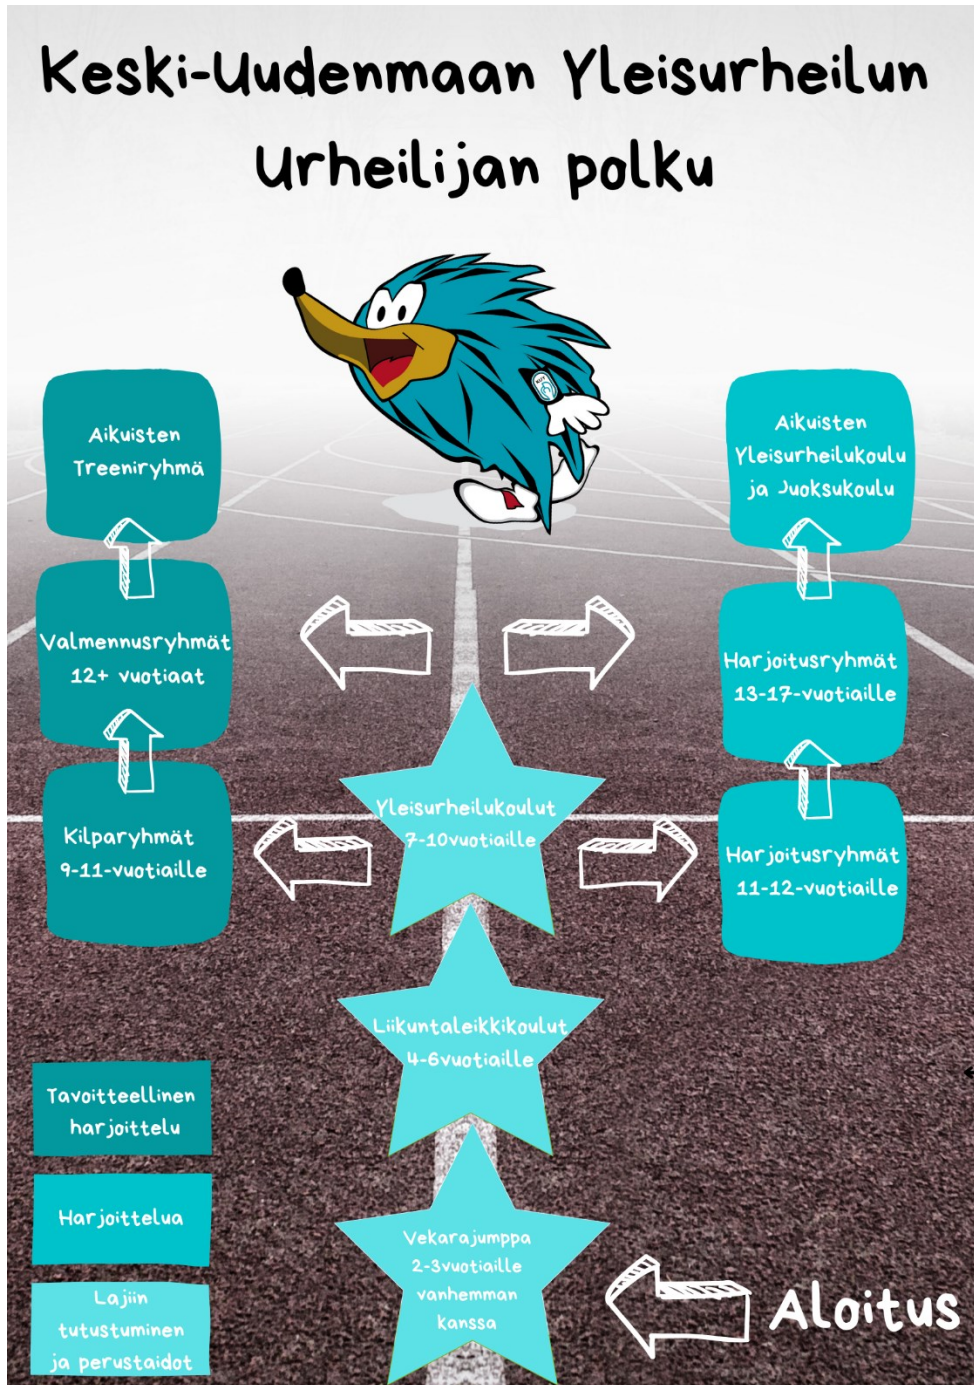 Keski-Uudenmaan Yleisurheilun
Urheilijan polku
Aikuisten
Treeniryhmä
Aikuisten
Yleisurheilukoulu
ja Juoksukoulu
Valmennusryhmät
12+ vuotiaat
Harjoitusryhmät
13-17-vuotiaille
Kilparyhmät
9-11-vuotiaille
Yleisurheilukoulut
7-10vuotiaille
Harjoitusryhmät
11-12-vuotiaille
Liikuntaleikkikoulut
4-6vuotiaille
Tavoitteellinen
harjoittelu
Harjoittelua
Lajiin
tutustuminen
ja perustaidot
Vekarajumppa
2-3vuotiaille
vanhemman
kanssa
Aloitus